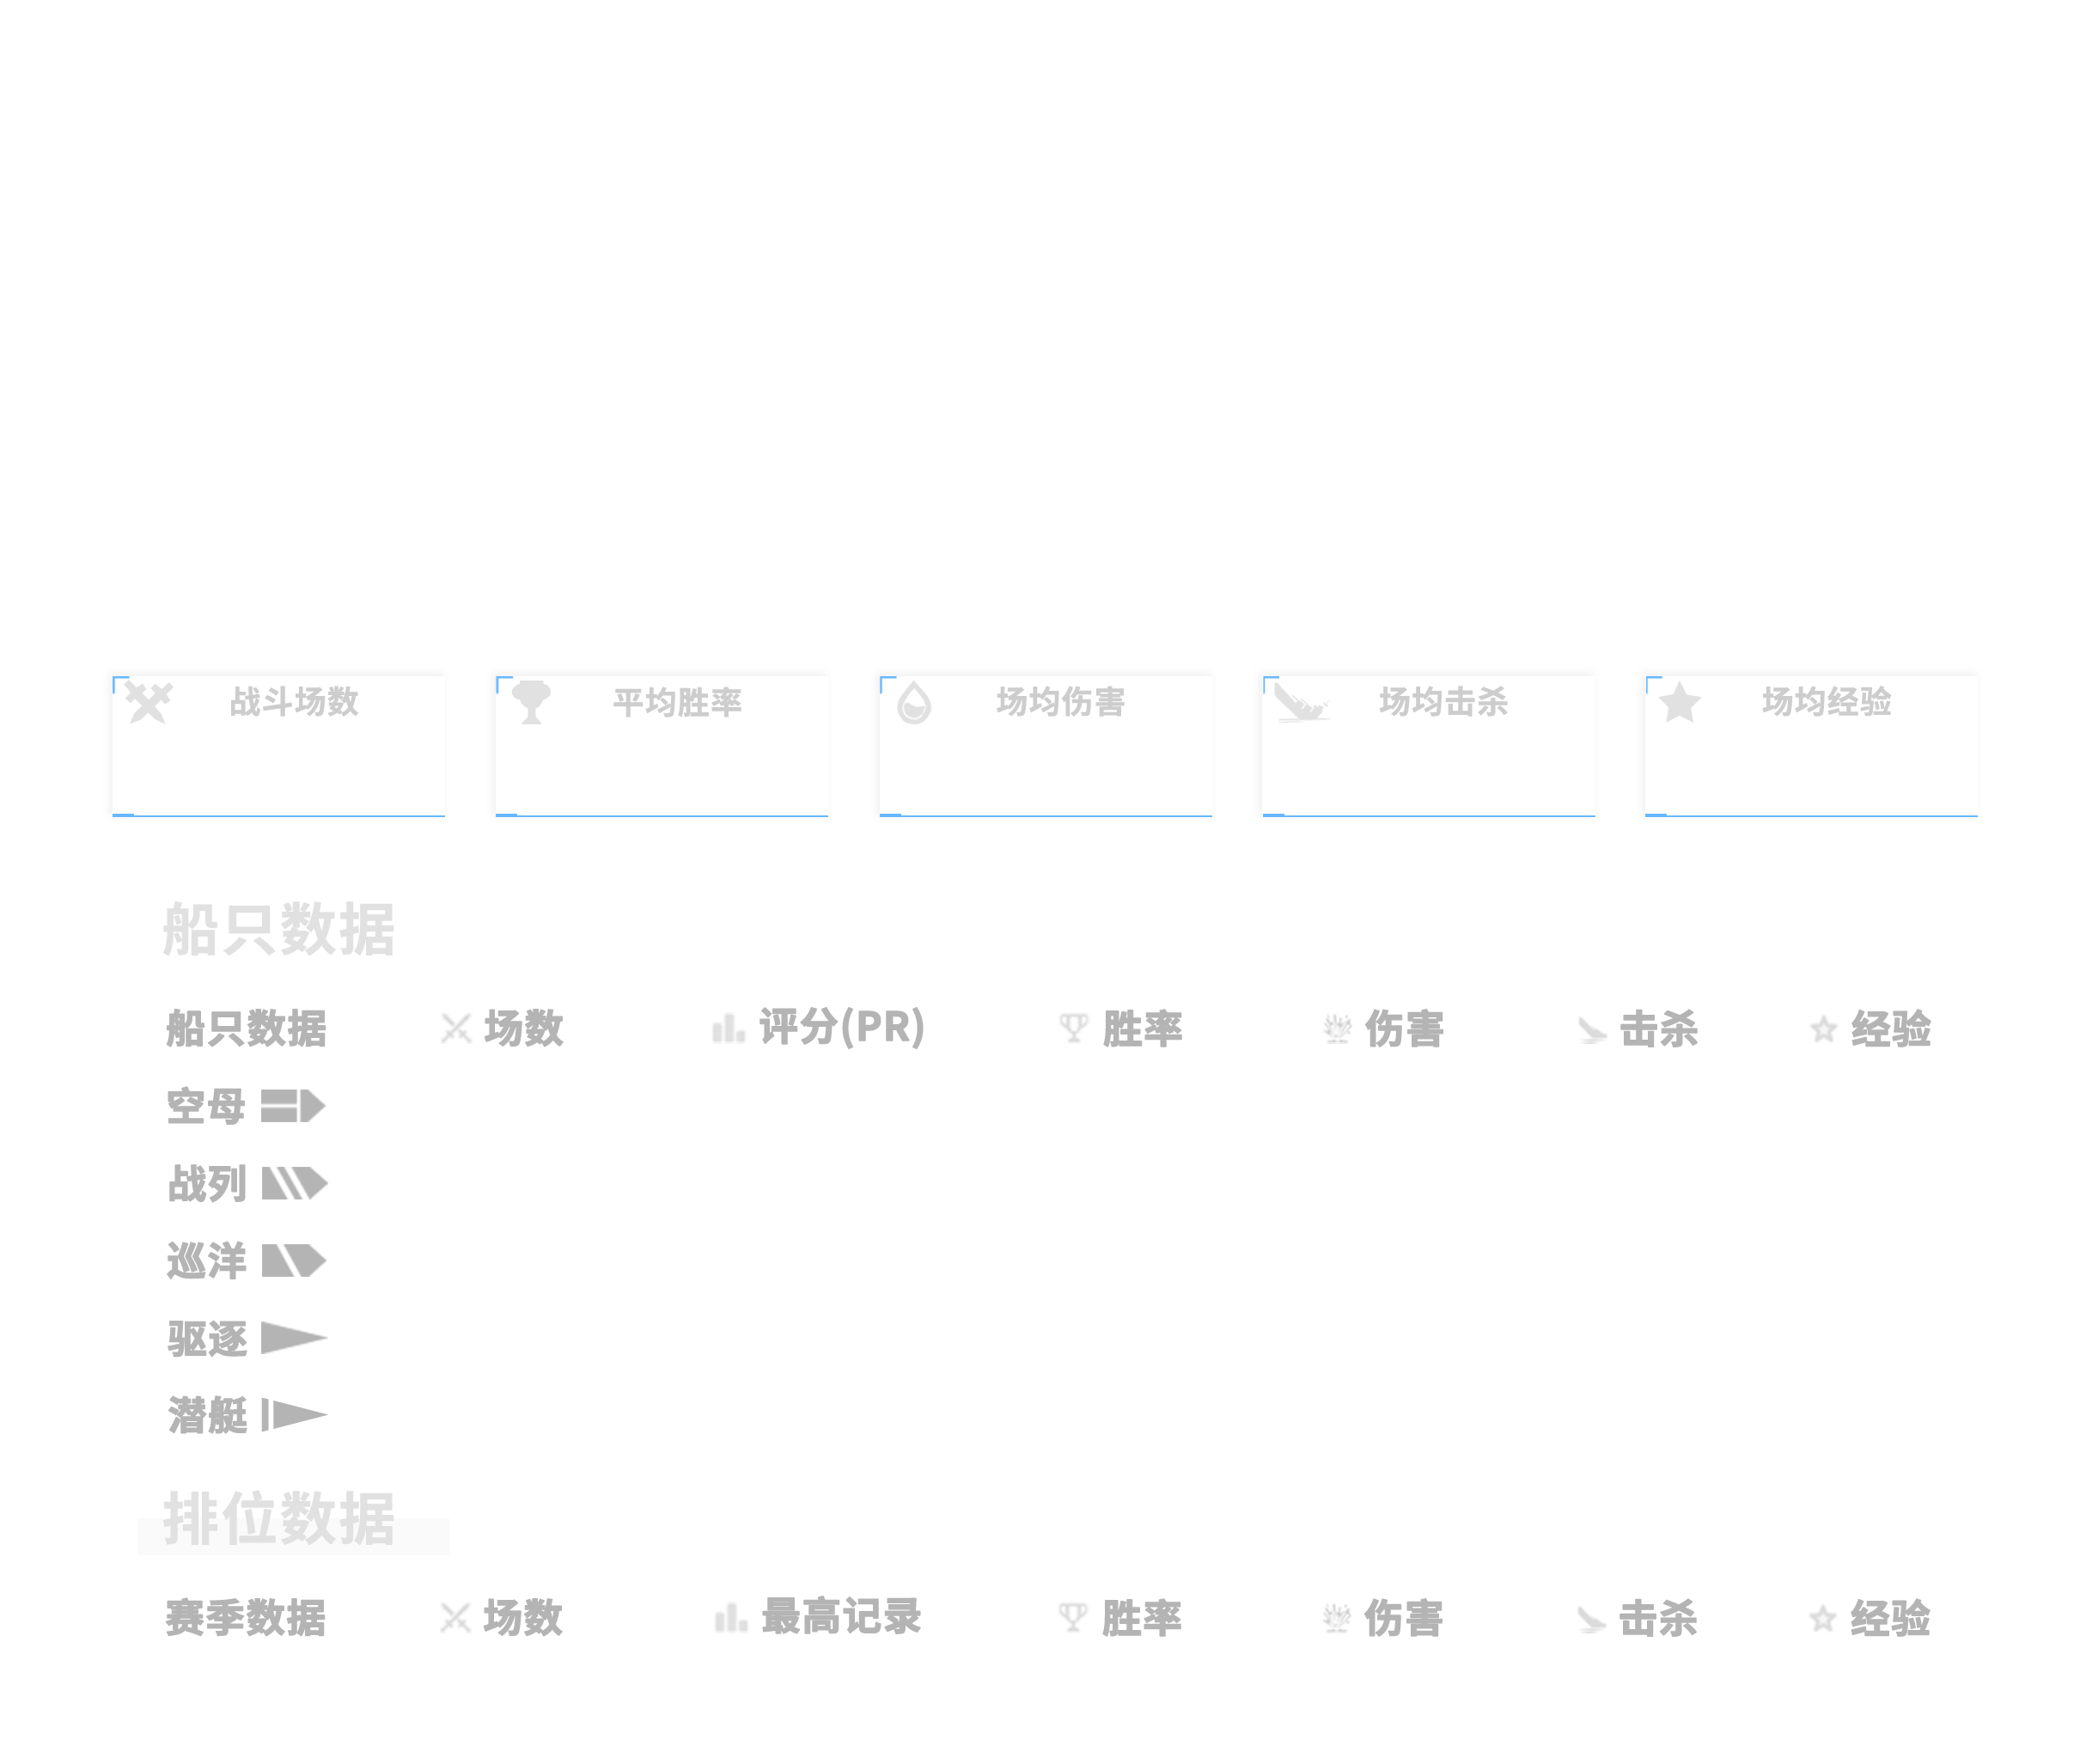 战斗场数 平均胜率 场均伤害 场均击杀 场均经验
船只数据
船只数据 场数 评分(PR) 胜率 伤害 击杀 经验
空母
战列
巡洋
驱逐
潜艇
排位数据
赛季数据 场数 最高记录 胜率 伤害 击杀 经验